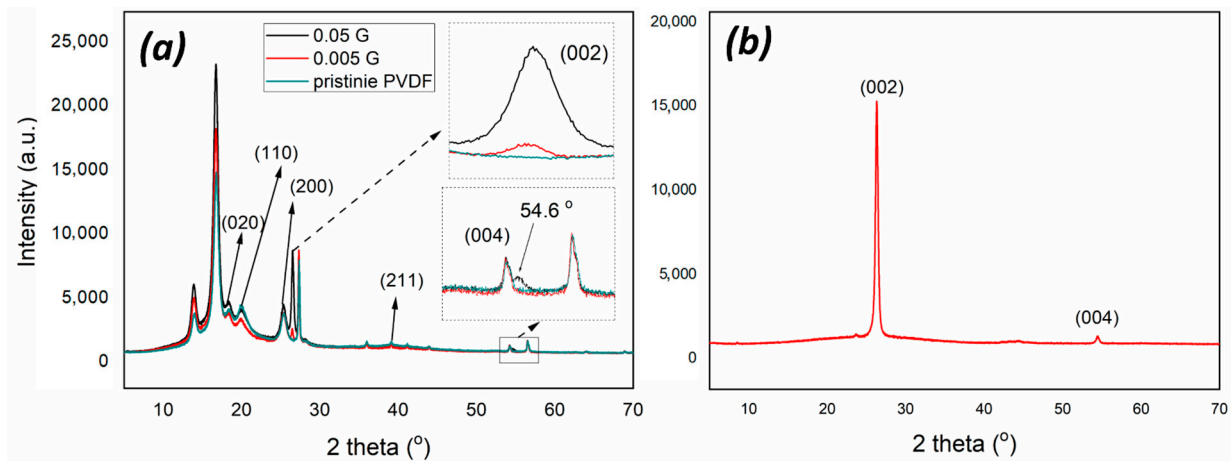 (a)
0.05 G
0.005 G
pristinie PVDF
(002)
(110)
(200)
(020)
(211)
54.6 °
(004)
25,000
20,000
15,000
10,000
5,000
0
Intensity (a.u.)
10 20 30 40 50 60 70
2 theta (°)
(b)
(002)
(004)
20,000
15,000
10,000
5,000
0
10 20 30 40 50 60 70
2 theta (°)